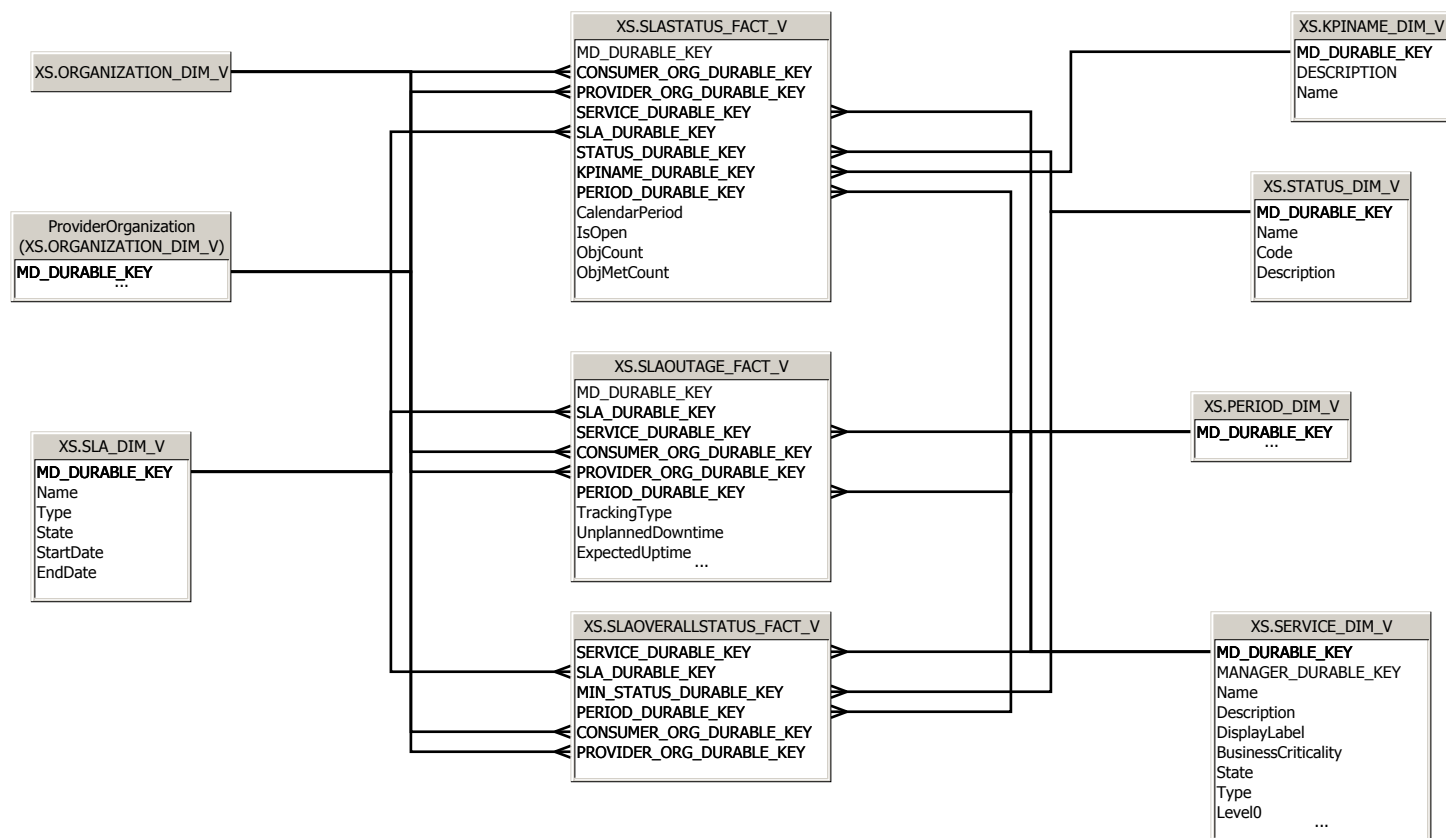 XS.ORGANIZATION_DIM_V
ProviderOrganization
(XS.ORGANIZATION_DIM_V)
MD_DURABLE_KEY
...
XS.SLA_DIM_V
MD_DURABLE_KEY
Name
Type
State
StartDate
EndDate
XS.SLASTATUS_FACT_V
MD_DURABLE_KEY
CONSUMER_ORG_DURABLE_KEY
PROVIDER_ORG_DURABLE_KEY
SERVICE_DURABLE_KEY
SLA_DURABLE_KEY
STATUS_DURABLE_KEY
KPINAME_DURABLE_KEY
PERIOD_DURABLE_KEY
CalendarPeriod
IsOpen
ObjCount
ObjMetCount
XS.SLAOUTAGE_FACT_V
MD_DURABLE_KEY
SLA_DURABLE_KEY
SERVICE_DURABLE_KEY
CONSUMER_ORG_DURABLE_KEY
PROVIDER_ORG_DURABLE_KEY
PERIOD_DURABLE_KEY
TrackingType
UnplannedDowntime
ExpectedUptime
...
XS.SLAOVERALLSTATUS_FACT_V
SERVICE_DURABLE_KEY
SLA_DURABLE_KEY
MIN_STATUS_DURABLE_KEY
PERIOD_DURABLE_KEY
CONSUMER_ORG_DURABLE_KEY
PROVIDER_ORG_DURABLE_KEY
XS.KPINAME_DIM_V
MD_DURABLE_KEY
DESCRIPTION
Name
XS.STATUS_DIM_V
MD_DURABLE_KEY
Name
Code
Description
XS.PERIOD_DIM_V
MD_DURABLE_KEY
...
XS.SERVICE_DIM_V
MD_DURABLE_KEY
MANAGER_DURABLE_KEY
Name
Description
DisplayLabel
BusinessCriticality
State
Type
Level0
...